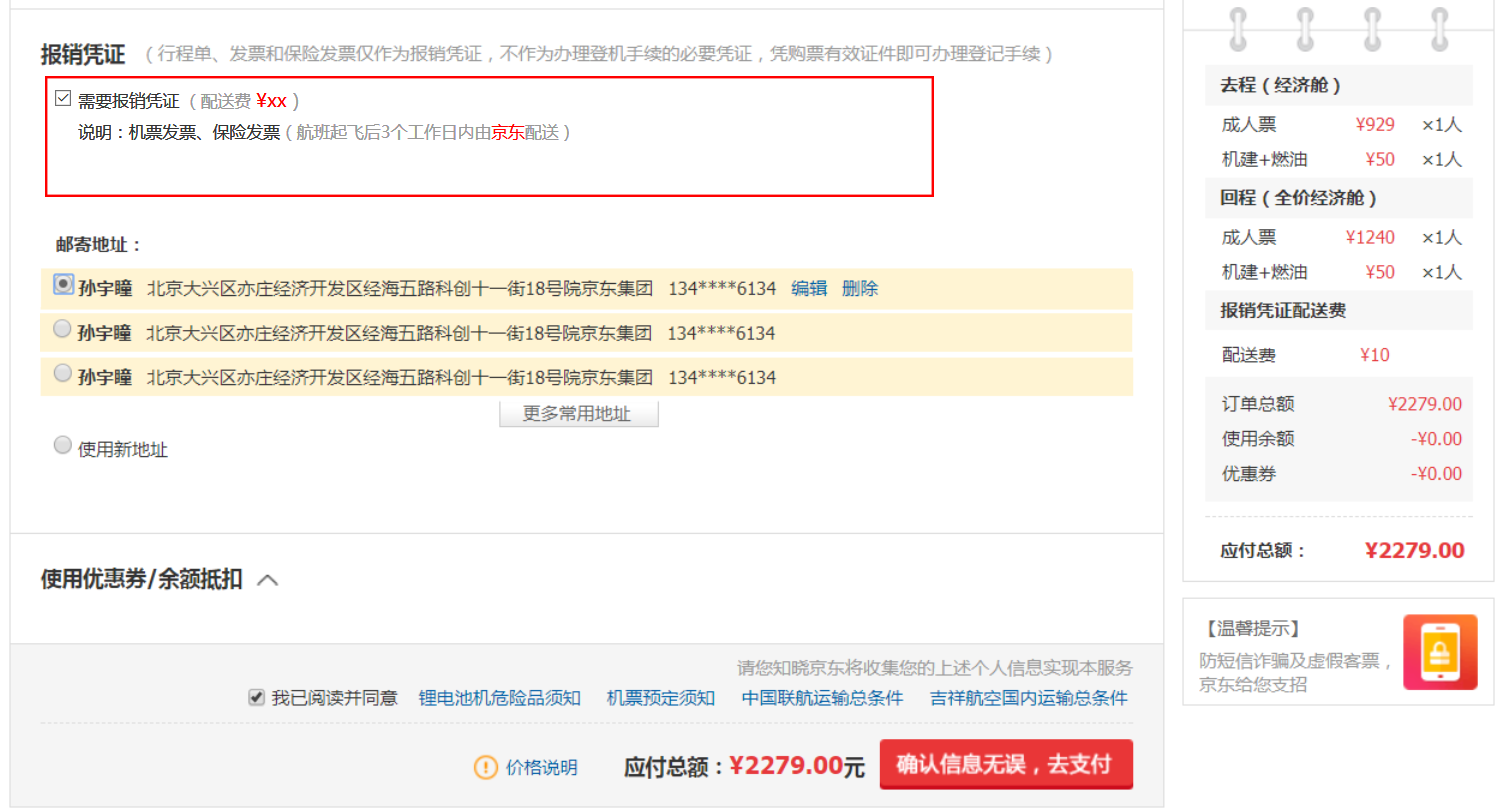 报销凭证 （ 行程单、发票和保险发票仅作为报销凭证，不作为办理登机手续的必要凭证，凭购票有效证件即可办理登记手续 ）
需要报销凭证 （ 配送费 ¥xx ）
说明：机票发票、保险发票（ 航班起飞后3个工作日内由京东配送 ）
邮寄地址：
孙宇曈 北京大兴区亦庄经济开发区经海五路科创十一街18号院京东集团 134****6134 编辑 删除
孙宇曈 北京大兴区亦庄经济开发区经海五路科创十一街18号院京东集团 134****6134
孙宇曈 北京大兴区亦庄经济开发区经海五路科创十一街18号院京东集团 134****6134
更多常用地址
使用新地址
使用优惠券/余额抵扣
请您知晓京东将收集您的上述个人信息实现本服务
我已阅读并同意 锂电池机危险品须知 机票预定须知 中国联航运输总条件 吉祥航空国内运输总条件
价格说明 应付总额：¥2279.00元 确认信息无误，去支付
去程（ 经济舱 ）
成人票 ¥929 ×1人
机建+燃油 ¥50 ×1人
回程（ 全价经济舱 ）
成人票 ¥1240 ×1人
机建+燃油 ¥50 ×1人
报销凭证配送费
配送费 ¥10
订单总额 ¥2279.00
使用余额 -¥0.00
优惠券 -¥0.00
应付总额： ¥2279.00
【温馨提示】
防短信诈骗及虚假客票，
京东给您支招